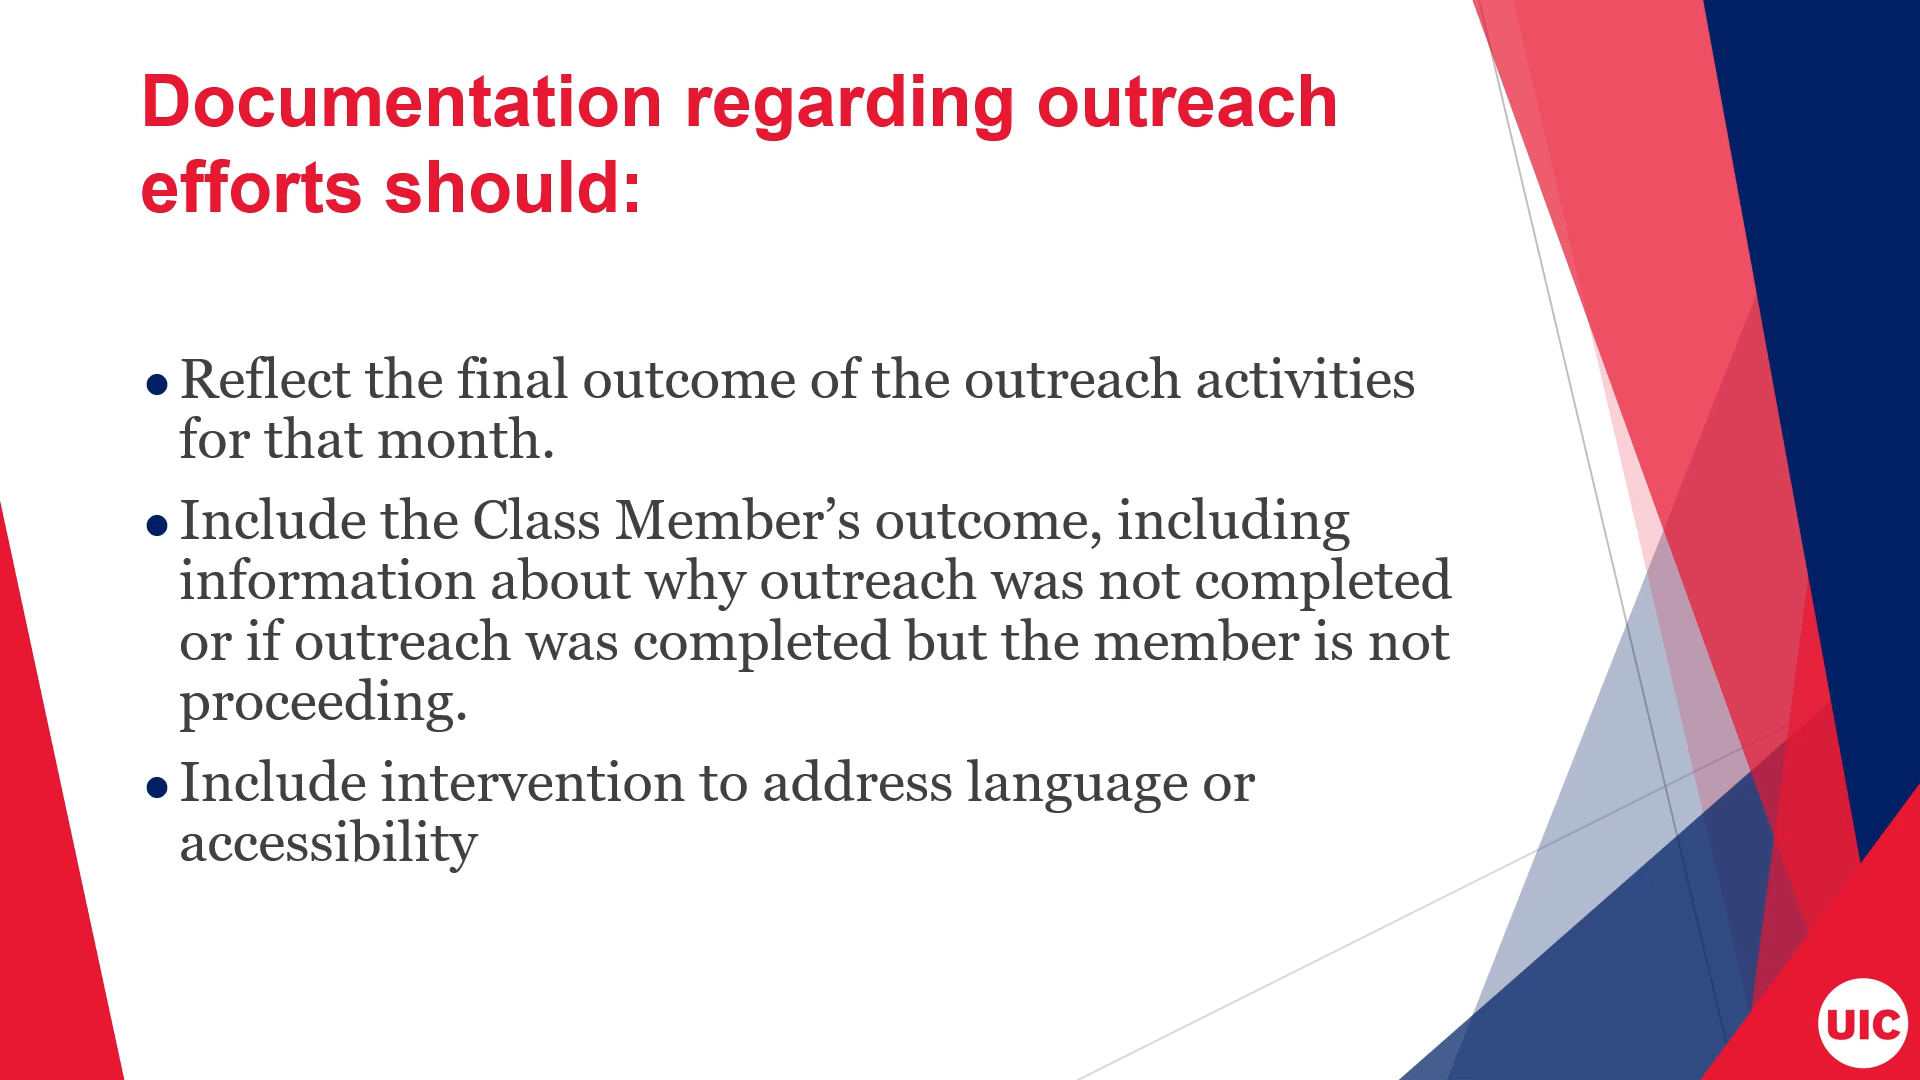 Documentation regarding outreach
efforts should:
● Reflect the final outcome of the outreach activities
for that month.
● Include the Class Member’s outcome, including
information about why outreach was not completed
or if outreach was completed but the member is not
proceeding.
● Include intervention to address language or
accessibility
UIC